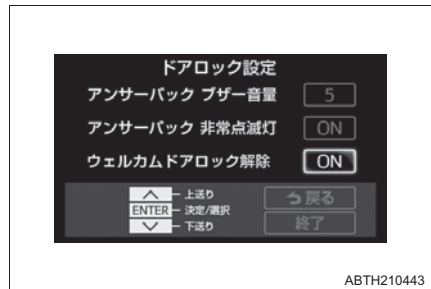 ドアロック設定
アンサーバック ブザー音量 5
アンサーバック 非常点滅灯 ON
ウェルカムドアロック解除 ON
上送り
戻る
ENTER 決定/選択
下送り
終了
ABTH210443